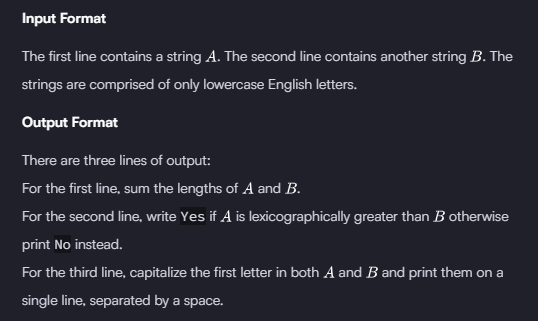 Input Format
The first line contains a string A. The second line contains another string B. The
strings are comprised of only lowercase English letters.
Output Format
There are three lines of output:
For the first line, sum the lengths of A and B.
For the second line, write Yes if A is lexicographically greater than B otherwise
print No instead.
For the third line, capitalize the first letter in both A and B and print them on a
single line, separated by a space.